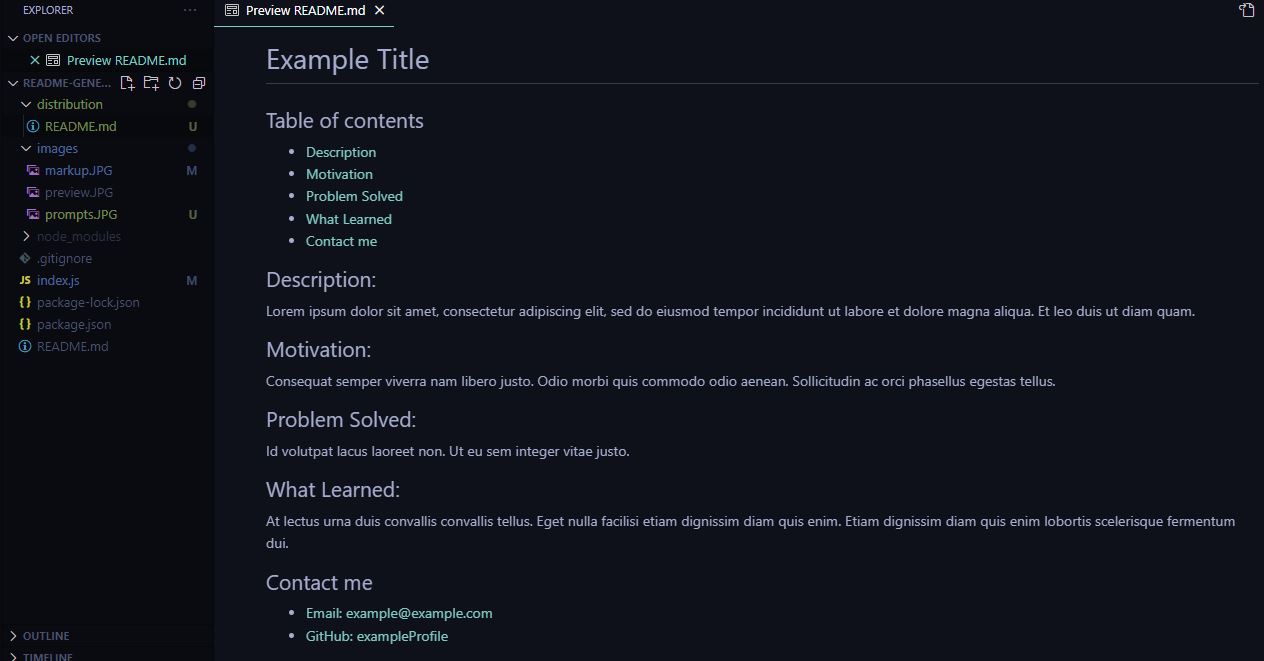 EXPLORER
OPEN EDITORS
Preview README.md
README-GENE...
distribution
README.md U
images
markup.JPG M
preview.JPG
prompts.JPG U
node_modules
.gitignore
JS index.js M
{} package-lock.json
{} package.json
README.md
OUTLINE
TIMELINE
Preview README.md
Example Title
Table of contents
Description
Motivation
Problem Solved
What Learned
Contact me
Description:
Lorem ipsum dolor sit amet, consectetur adipiscing elit, sed do eiusmod tempor incididunt ut labore et dolore magna aliqua. Et leo duis ut diam quam.
Motivation:
Consequat semper viverra nam libero justo. Odio morbi quis commodo odio aenean. Sollicitudin ac orci phasellus egestas tellus.
Problem Solved:
Id volutpat lacus laoreet non. Ut eu sem integer vitae justo.
What Learned:
At lectus urna duis convallis convallis tellus. Eget nulla facilisi etiam dignissim diam quis enim. Etiam dignissim diam quis enim lobortis scelerisque fermentum
dui.
Contact me
Email: example@example.com
GitHub: exampleProfile